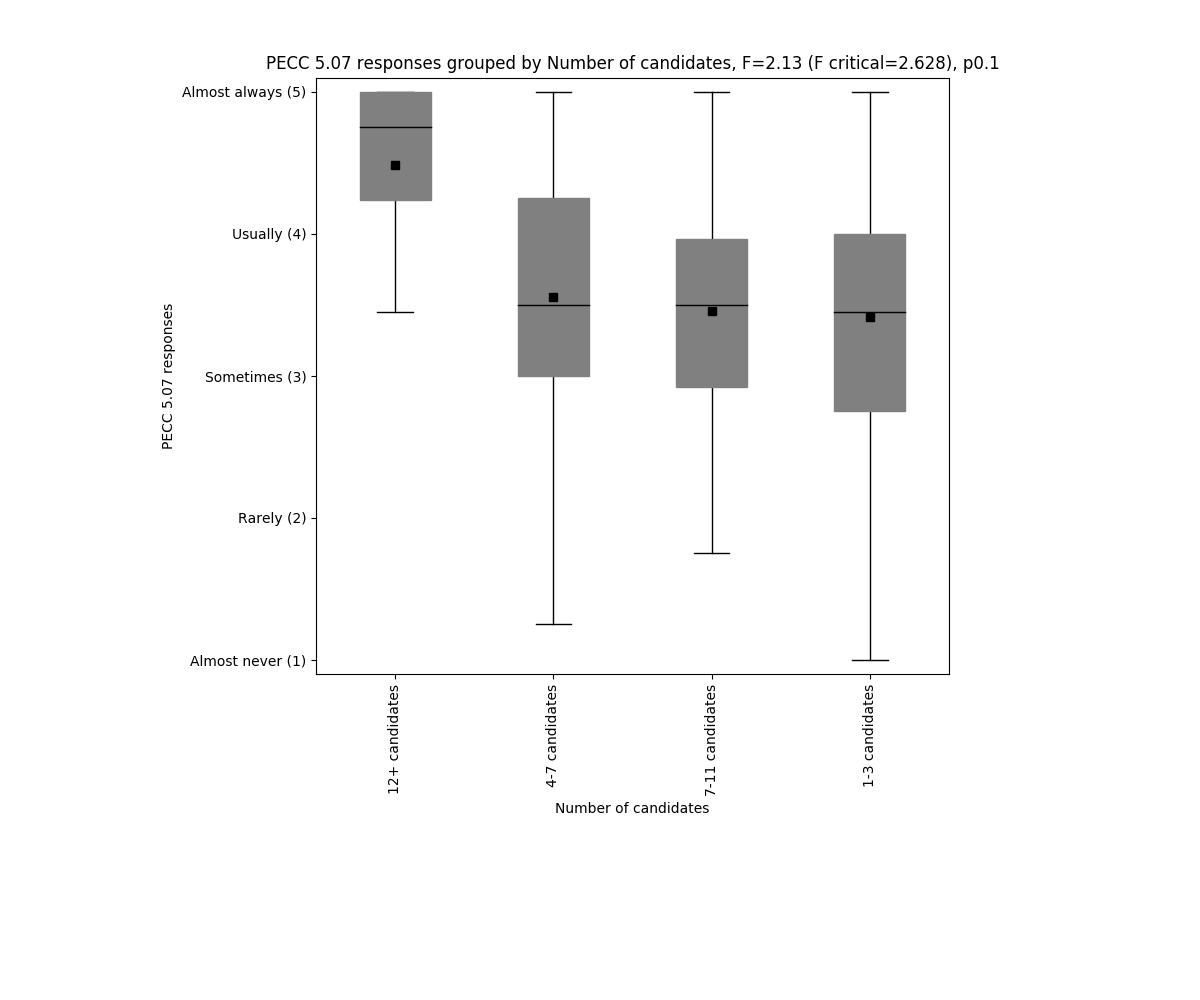 PECC 5.07 responses grouped by Number of candidates, F=2.13 (F critical=2.628), p0.1
Almost always (5)
Usually (4)
Sometimes (3)
Rarely (2)
Almost never (1)
PECC 5.07 responses
12+ candidates
4-7 candidates
7-11 candidates
1-3 candidates
Number of candidates